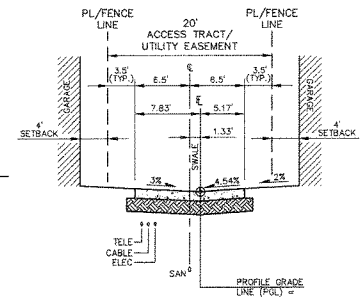 PL/FENCE
LINE
PL/FENCE
LINE
20'
ACCESS TRACT/
UTILITY EASEMENT
℄
3.5'
(TYP.)
6.5'
6.5'
3.5'
(TYP.)
GARAGE
GARAGE
7.83'
5.17'
4'
SETBACK
4'
SETBACK
1.33'
SWALE
3%
4.54%
2%
TELE
CABLE
ELEC
SAN
PROFILE GRADE
LINE (PGL) =